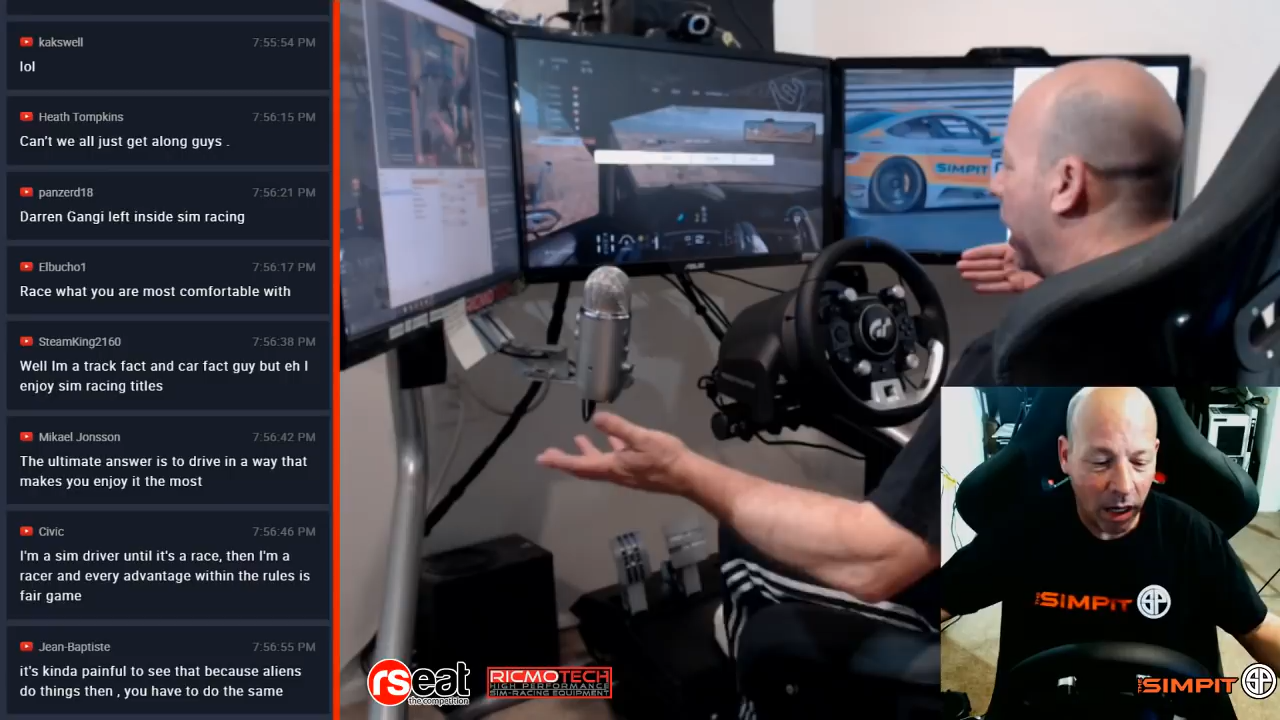 kakswell 7:55:54 PM
lol
Heath Tompkins 7:56:15 PM
Can't we all just get along guys .
panzerd18 7:56:21 PM
Darren Gangi left inside sim racing
Elbucho1 7:56:17 PM
Race what you are most comfortable with
SteamKing2160 7:56:38 PM
Well Im a track fact and car fact guy but eh I
enjoy sim racing titles
Mikael Jonsson 7:56:42 PM
The ultimate answer is to drive in a way that
makes you enjoy it the most
Civic 7:56:46 PM
I'm a sim driver until it's a race, then I'm a
racer and every advantage within the rules is
fair game
Jean-Baptiste 7:56:55 PM
it's kinda painful to see that because aliens
do things then , you have to do the same
SIMPIT
ASUS
GT
THE SIMPIT SP
rseat
the competition
RICMOTECH
HIGH PERFORMANCE
SIM-RACING EQUIPMENT
THE SIMPIT SP